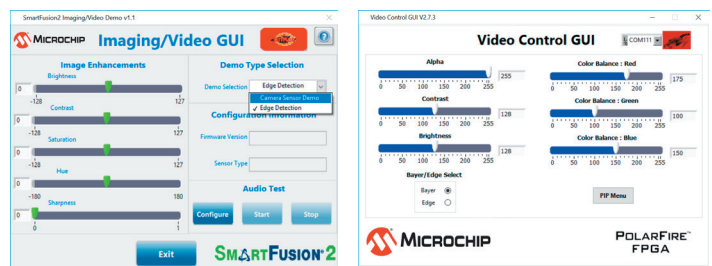 SmartFusion2 Imaging/Video Demo v1.1
MICROCHIP Imaging/Video GUI
Image Enhancements
Brightness
0
-128 127
Contrast
0
-128 127
Saturation
0
-128 127
Hue
0
-180 180
Sharpness
0
0 1
Demo Type Selection
Demo Selection Edge Detection
Camera Sensor Demo
✓ Edge Detection
Configuration Information
Firmware Version
Sensor Type
Audio Test
Configure Start Stop
Exit
SMARTFUSION®2
Video Control GUI V2.7.3
Video Control GUI
COM111
Alpha
255
0 50 100 150 200 255
Contrast
128
0 50 100 150 200 255
Brightness
128
0 50 100 150 200 255
Bayer/Edge Select
Bayer
Edge
Color Balance : Red
175
0 50 100 150 200 255
Color Balance : Green
100
0 50 100 150 200 255
Color Balance : Blue
150
0 50 100 150 200 255
PIP Menu
MICROCHIP
POLARFIRE™
FPGA